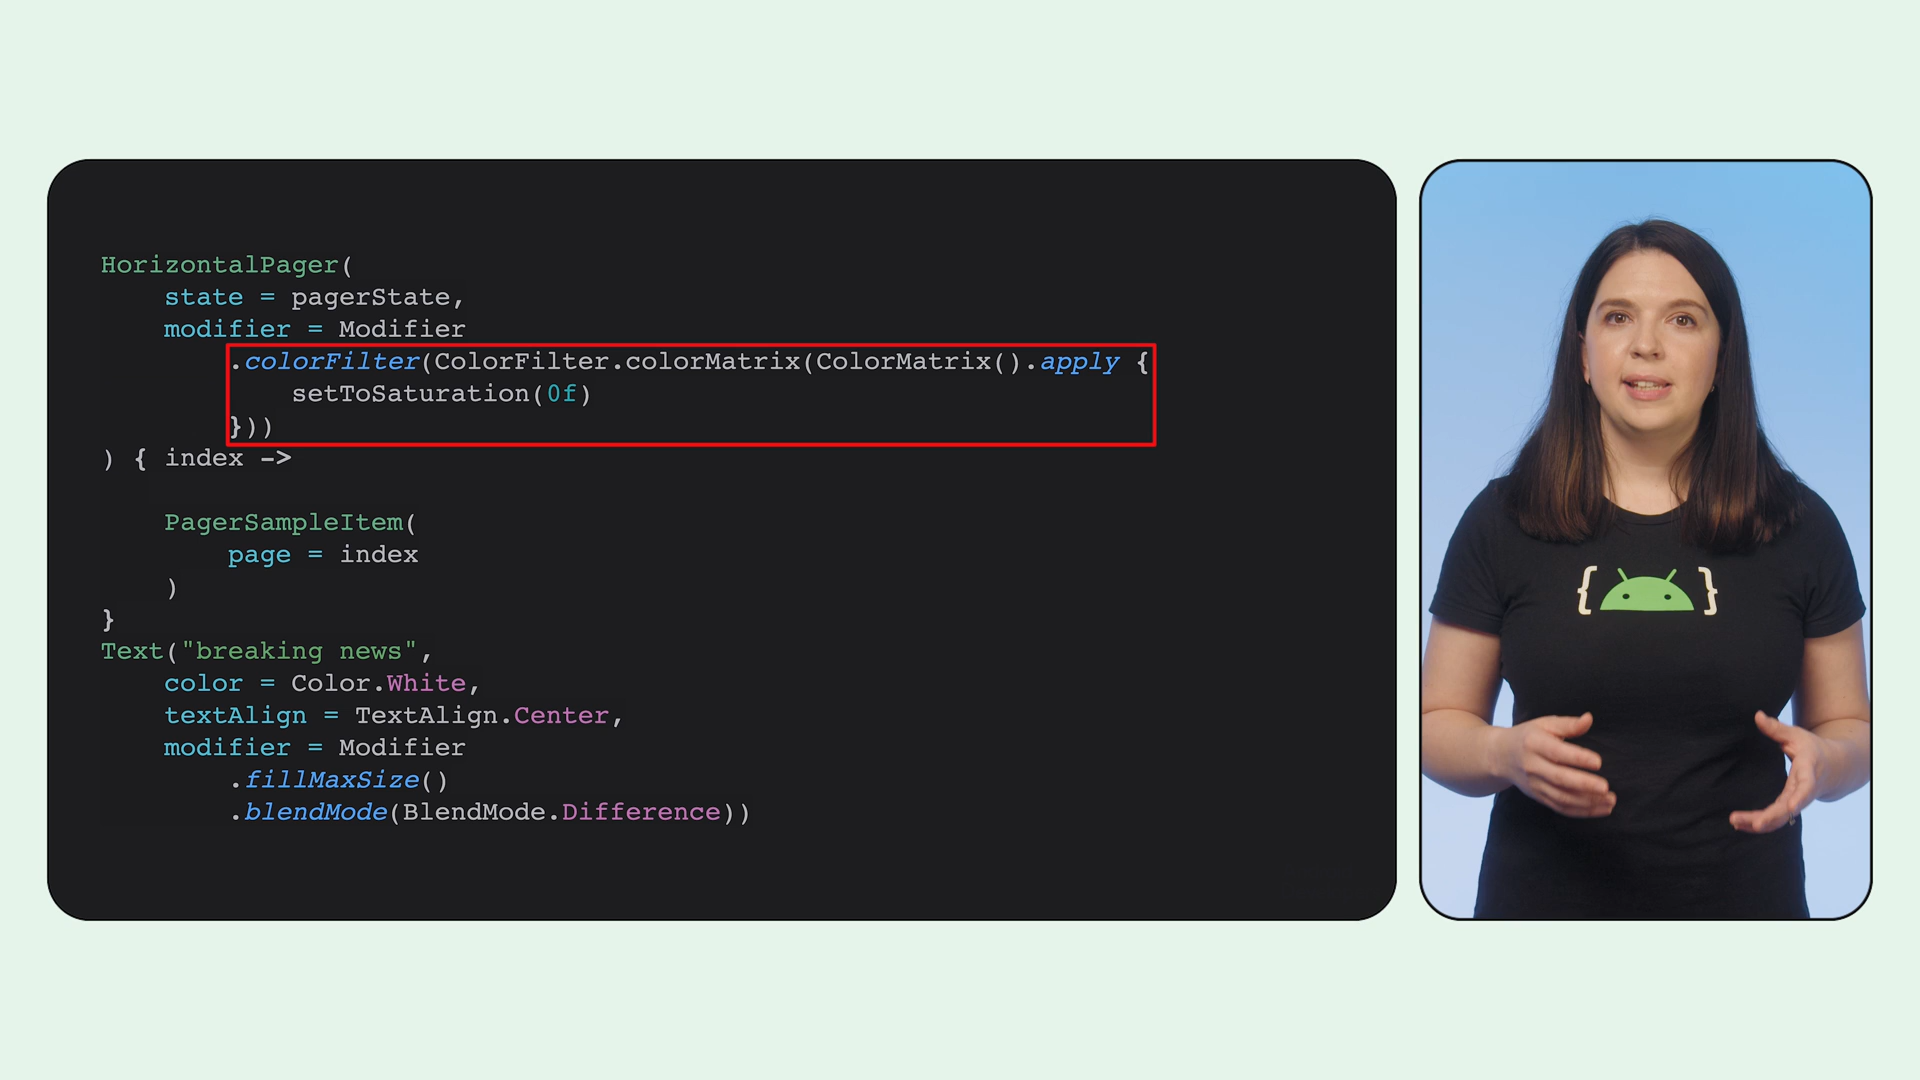 HorizontalPager(
state = pagerState,
modifier = Modifier
.colorFilter(ColorFilter.colorMatrix(ColorMatrix().apply {
setToSaturation(0f)
}))
) { index ->
PagerSampleItem(
page = index
)
}
Text("breaking news",
color = Color.White,
textAlign = TextAlign.Center,
modifier = Modifier
.fillMaxSize()
.blendMode(BlendMode.Difference))
{ }